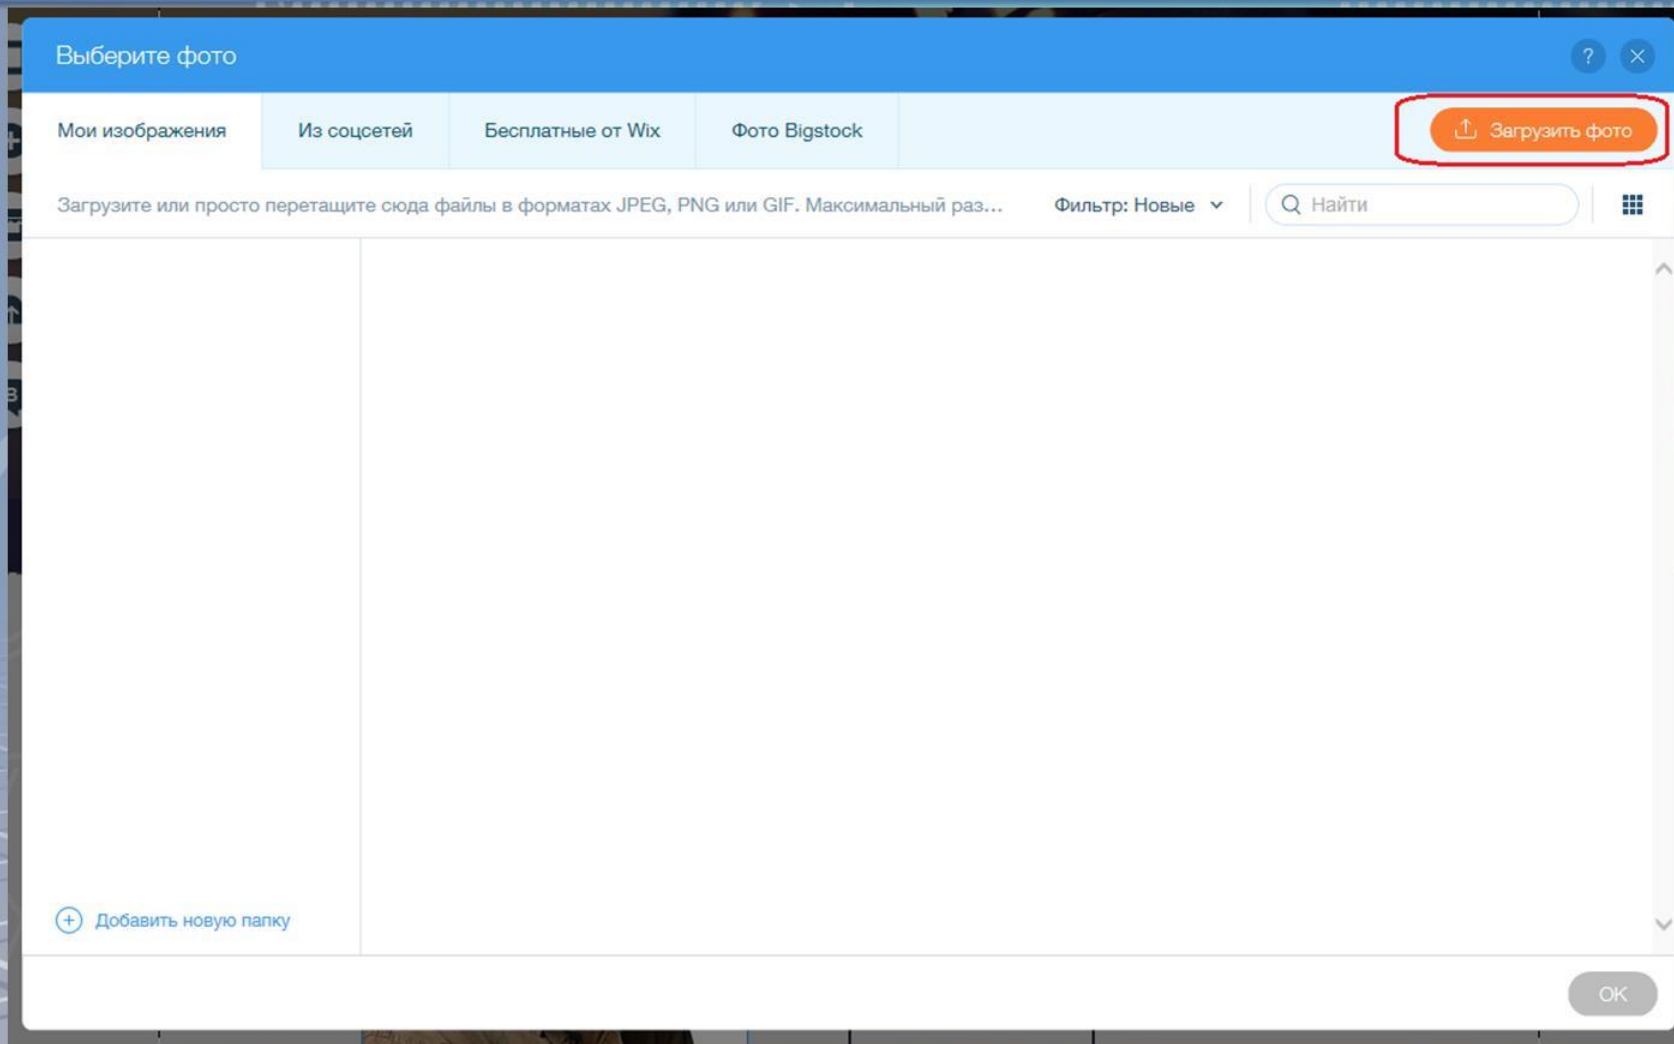 Выберите фото
?
Мои изображения
Из соцсетей
Бесплатные от Wix
Фото Bigstock
Загрузить фото
Загрузите или просто перетащите сюда файлы в форматах JPEG, PNG или GIF. Максимальный раз...
Фильтр: Новые
Найти
Добавить новую папку
OK